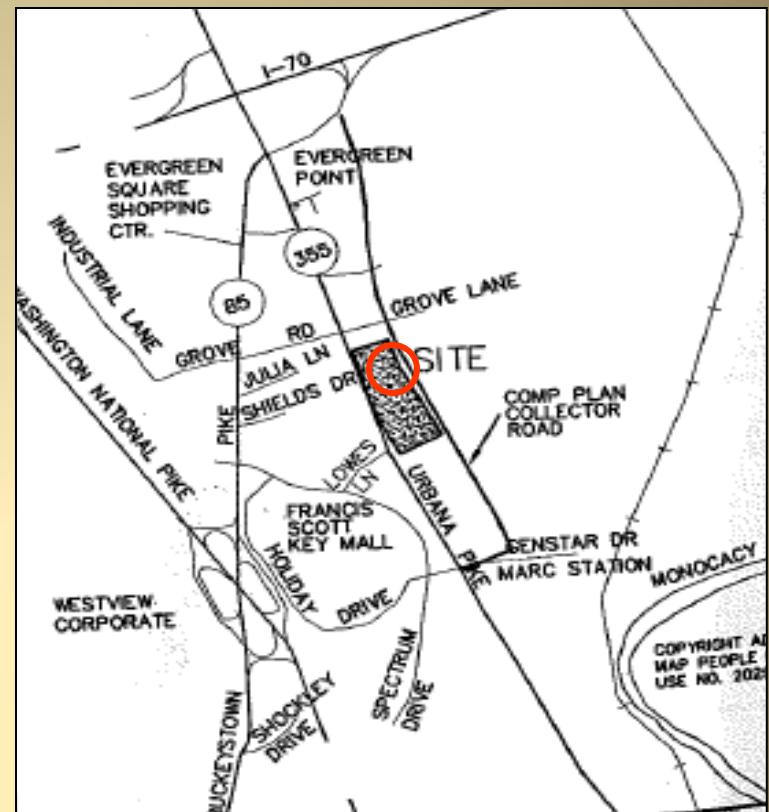 I-70
EVERGREEN
SQUARE
SHOPPING
CTR.
EVERGREEN
POINT
INDUSTRIAL LANE
355
85
GROVE RD
GROVE LANE
JULIA LN
SHIELDS DR
SITE
WASHINGTON NATIONAL PIKE
PIKE
COMP PLAN
COLLECTOR
ROAD
LOWES
LN
URBANA PIKE
FRANCIS
SCOTT
KEY MALL
HOLIDAY
DRIVE
GENSTAR DR
MARC STATION
MONOCACY
WESTVIEW
CORPORATE
SPECTRUM
DRIVE
SHOCKLEY
DRIVE
BUCKEYSTOWN
COPYRIGHT
MAP PEOPLE
USE NO.